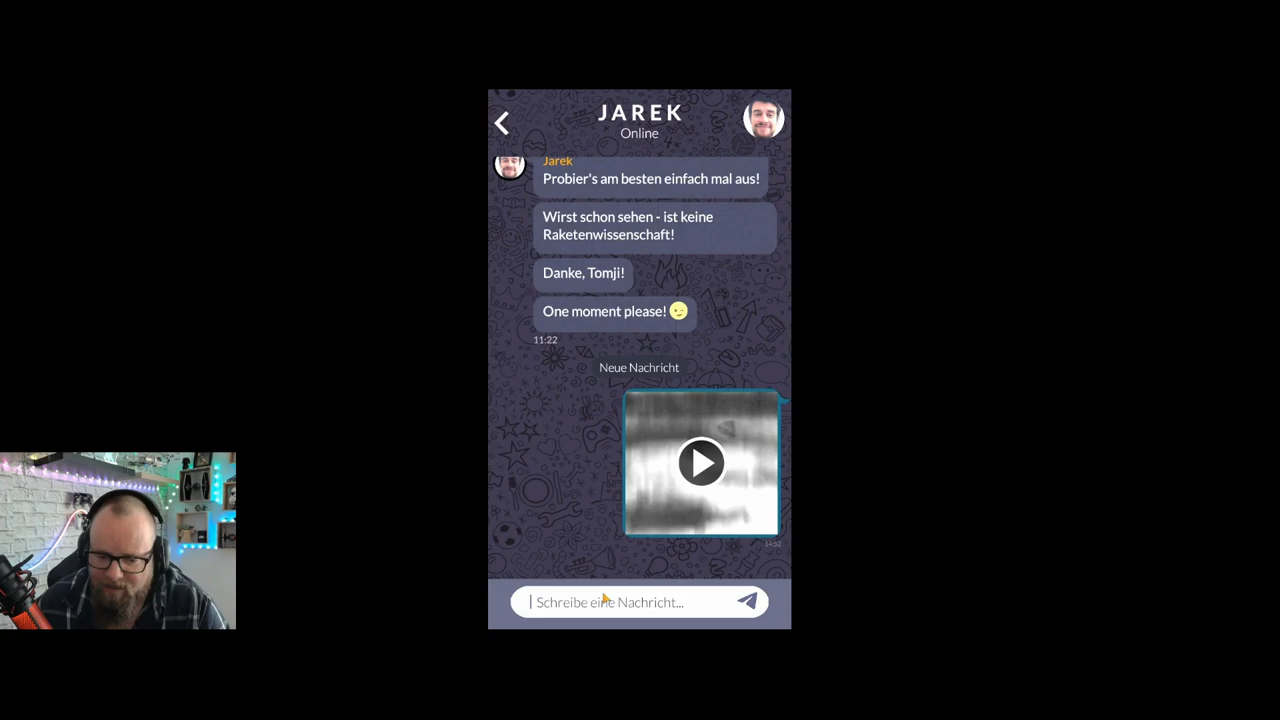 JAREK
Online
Jarek
Probier's am besten einfach mal aus!
Wirst schon sehen - ist keine
Raketenwissenschaft!
Danke, Tomji!
One moment please!
11:22
Neue Nachricht
Schreibe eine Nachricht...